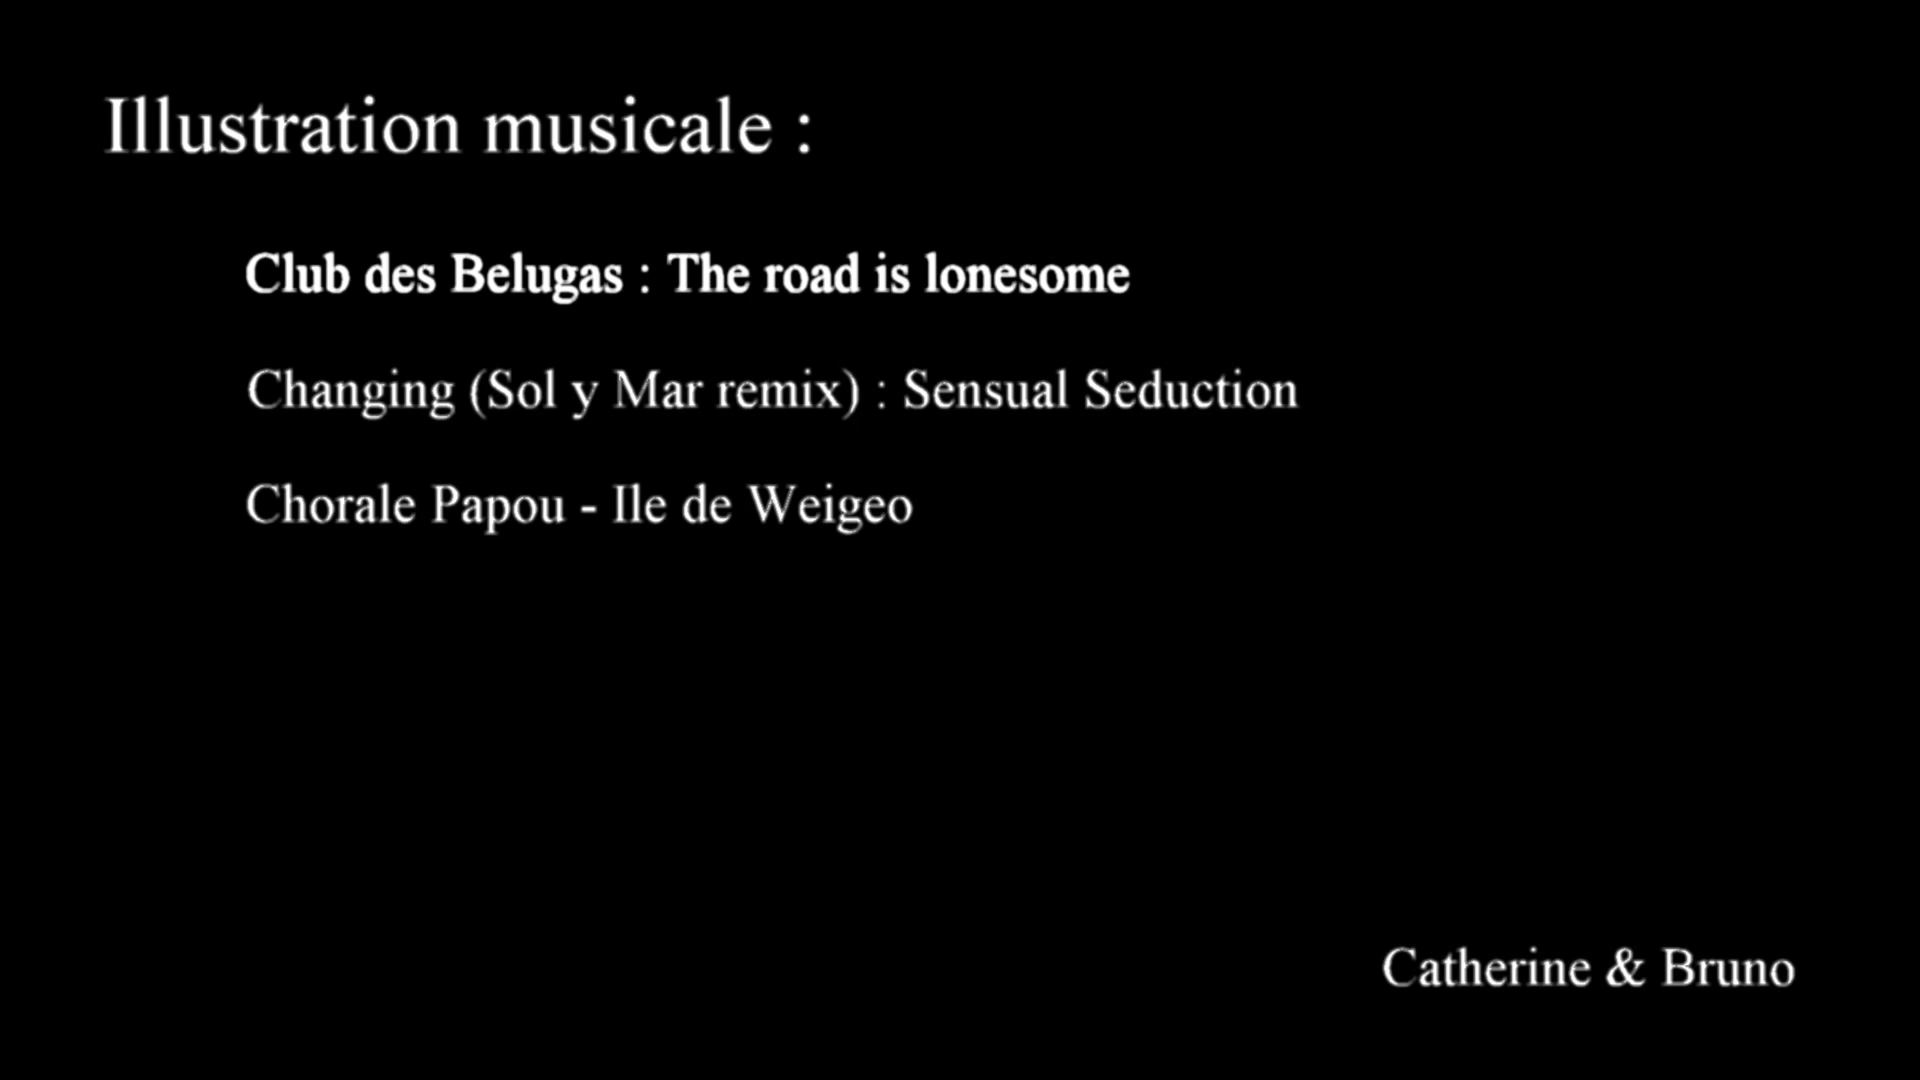 Illustration musicale :
Club des Belugas : The road is lonesome
Changing (Sol y Mar remix) : Sensual Seduction
Chorale Papou - Ile de Weigeo
Catherine & Bruno